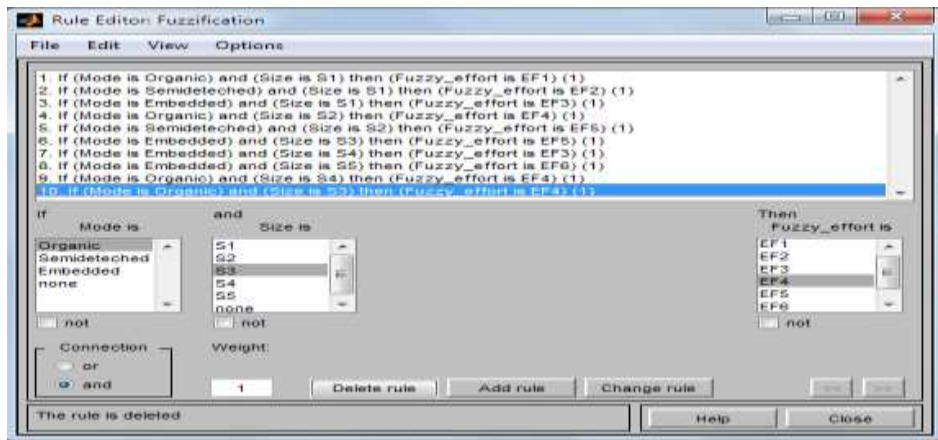 Rule Editor: Fuzzification
File Edit View Options
1. If (Mode is Organic) and (Size is S1) then (Fuzzy_effort is EF1) (1)
2. If (Mode is Semideteched) and (Size is S1) then (Fuzzy_effort is EF2) (1)
3. If (Mode is Embedded) and (Size is S1) then (Fuzzy_effort is EF3) (1)
4. If (Mode is Organic) and (Size is S2) then (Fuzzy_effort is EF4) (1)
5. If (Mode is Semideteched) and (Size is S2) then (Fuzzy_effort is EF5) (1)
6. If (Mode is Embedded) and (Size is S3) then (Fuzzy_effort is EF5) (1)
7. If (Mode is Embedded) and (Size is S4) then (Fuzzy_effort is EF3) (1)
8. If (Mode is Embedded) and (Size is S5) then (Fuzzy_effort is EF6) (1)
9. If (Mode is Organic) and (Size is S4) then (Fuzzy_effort is EF4) (1)
10. If (Mode is Organic) and (Size is S3) then (Fuzzy_effort is EF4) (1)
If and Then
Mode is Size is Fuzzy_effort is
Organic S1 EF1
Semideteched S2 EF2
Embedded S3 EF3
none S4 EF4
S5 EF5
none EF6
not not not
Connection Weight:
or
and 1 Delete rule Add rule Change rule << >>
The rule is deleted Help Close